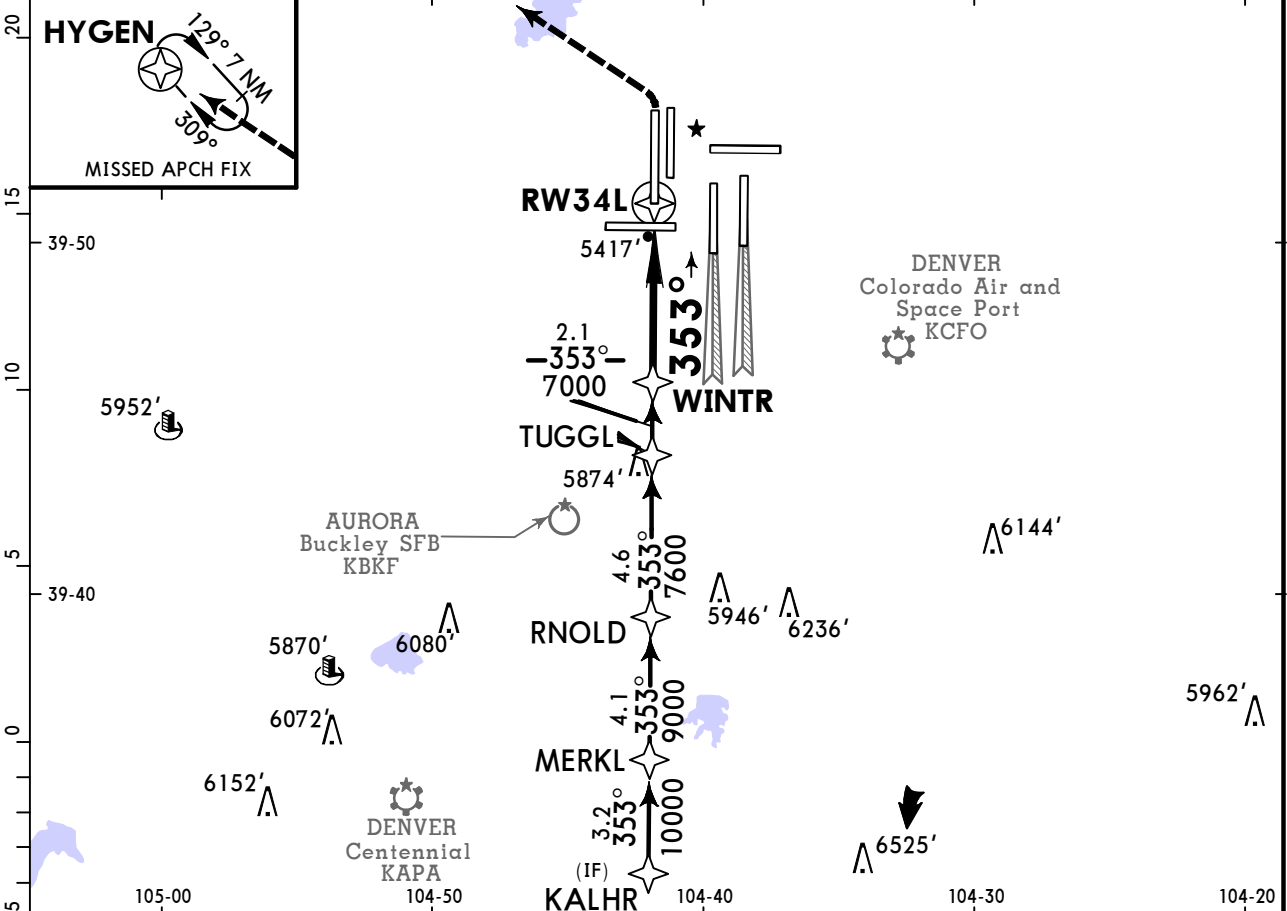 20
HYGEN
129° 7 NM
309°
MISSED APCH FIX
15
RW34L
39-50
5417'
353°
DENVER
Colorado Air and
Space Port
KCFO
2.1
353°
7000
10
WINTR
5952'
TUGGL
5874'
AURORA
Buckley SFB
KBKF
6144'
5
4.6
353°
7600
39-40
5946'
6236'
RNOLD
6080'
5870'
4.1
353°
9000
5962'
6072'
0
MERKL
6152'
3.2
353°
10000
DENVER
Centennial
KAPA
6525'
(IF)
KALHR
5
105-00
104-50
104-40
104-30
104-20